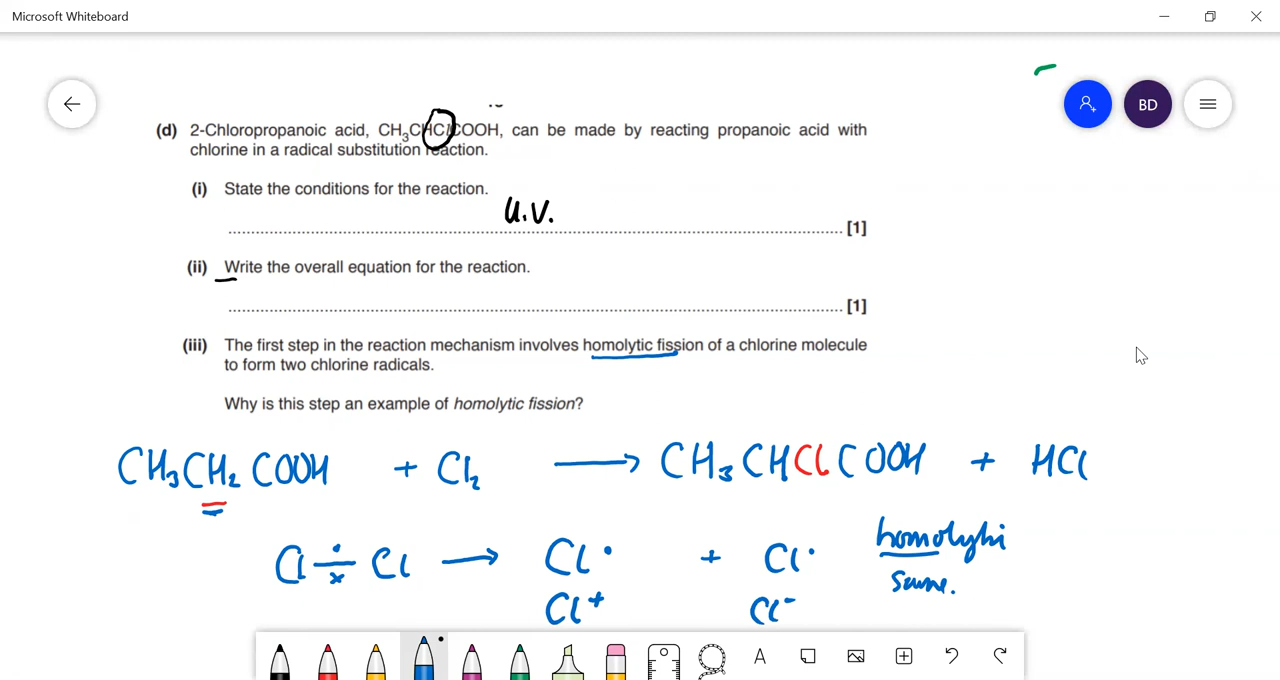 Microsoft Whiteboard
BD
(d) 2-Chloropropanoic acid, CH₃CHClCOOH, can be made by reacting propanoic acid with
chlorine in a radical substitution reaction.
(i) State the conditions for the reaction.
u.v.
[1]
(ii) Write the overall equation for the reaction.
[1]
(iii) The first step in the reaction mechanism involves homolytic fission of a chlorine molecule
to form two chlorine radicals.
Why is this step an example of homolytic fission?
CH₃CH₂COOH + Cl₂ → CH₃CHClCOOH + HCl
Cl ∸ₓ Cl → Cl• + Cl• homolytic
Cl⁺ Cl⁻ same.
A